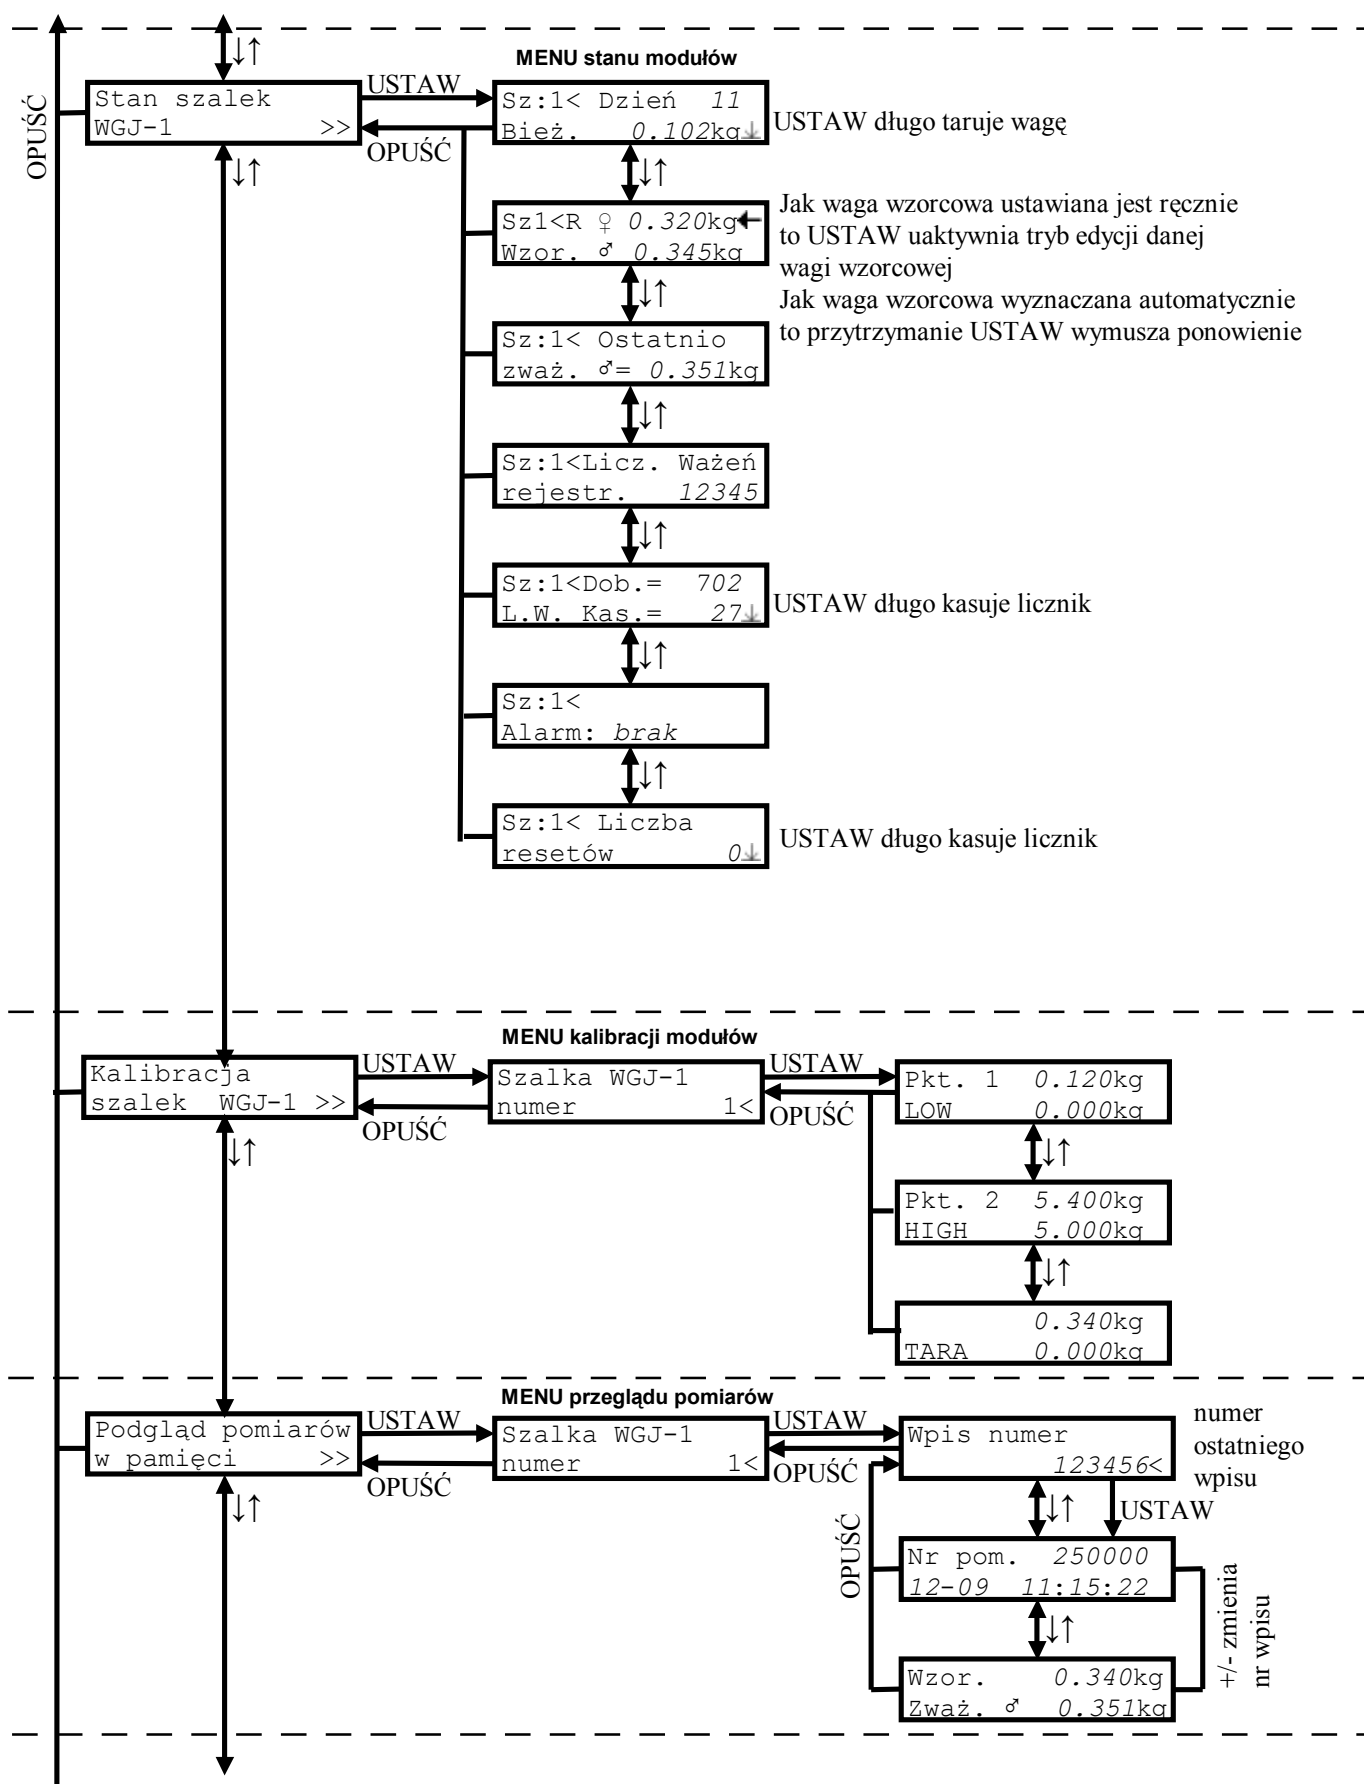 ↓↑
MENU stanu modułów
OPUŚĆ
Stan szalek
WGJ-1 >>
USTAW
OPUŚĆ
↓↑
Sz:1< Dzień 11
Bież. 0.102kg
USTAW długo taruje wagę
↓↑
Sz1<R ♀ 0.320kg
Wzor. ♂ 0.345kg
Jak waga wzorcowa ustawiana jest ręcznie
to USTAW uaktywnia tryb edycji danej
wagi wzorcowej
Jak waga wzorcowa wyznaczana automatycznie
to przytrzymanie USTAW wymusza ponowienie
↓↑
Sz:1< Ostatnio
zważ. ♂= 0.351kg
↓↑
Sz:1<Licz. Ważeń
rejestr. 12345
↓↑
Sz:1<Dob.= 702
L.W. Kas.= 27
USTAW długo kasuje licznik
↓↑
Sz:1<
Alarm: brak
↓↑
Sz:1< Liczba
resetów 0
USTAW długo kasuje licznik
MENU kalibracji modułów
Kalibracja
szalek WGJ-1 >>
USTAW
OPUŚĆ
↓↑
Szalka WGJ-1
numer 1<
USTAW
OPUŚĆ
Pkt. 1 0.120kg
LOW 0.000kg
↓↑
Pkt. 2 5.400kg
HIGH 5.000kg
↓↑
0.340kg
TARA 0.000kg
MENU przeglądu pomiarów
Podgląd pomiarów
w pamięci >>
USTAW
OPUŚĆ
↓↑
Szalka WGJ-1
numer 1<
USTAW
OPUŚĆ
Wpis numer
123456<
numer
ostatniego
wpisu
↓↑
USTAW
OPUŚĆ
Nr pom. 250000
12-09 11:15:22
↓↑
+/- zmienia
nr wpisu
Wzor. 0.340kg
Zważ. ♂ 0.351kg